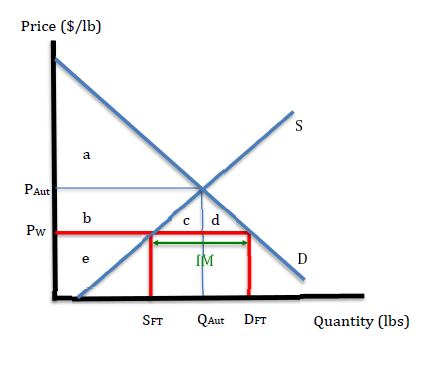 Price ($/lb)
S
a
PAut
b
c
d
Pw
e
IM
D
SFT
QAut
DFT
Quantity (lbs)